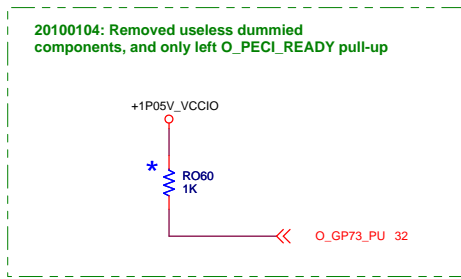 20100104: Removed useless dummied
components, and only left O_PECI_READY pull-up
+1P05V_VCCIO
*
RO60
1K
O_GP73_PU 32